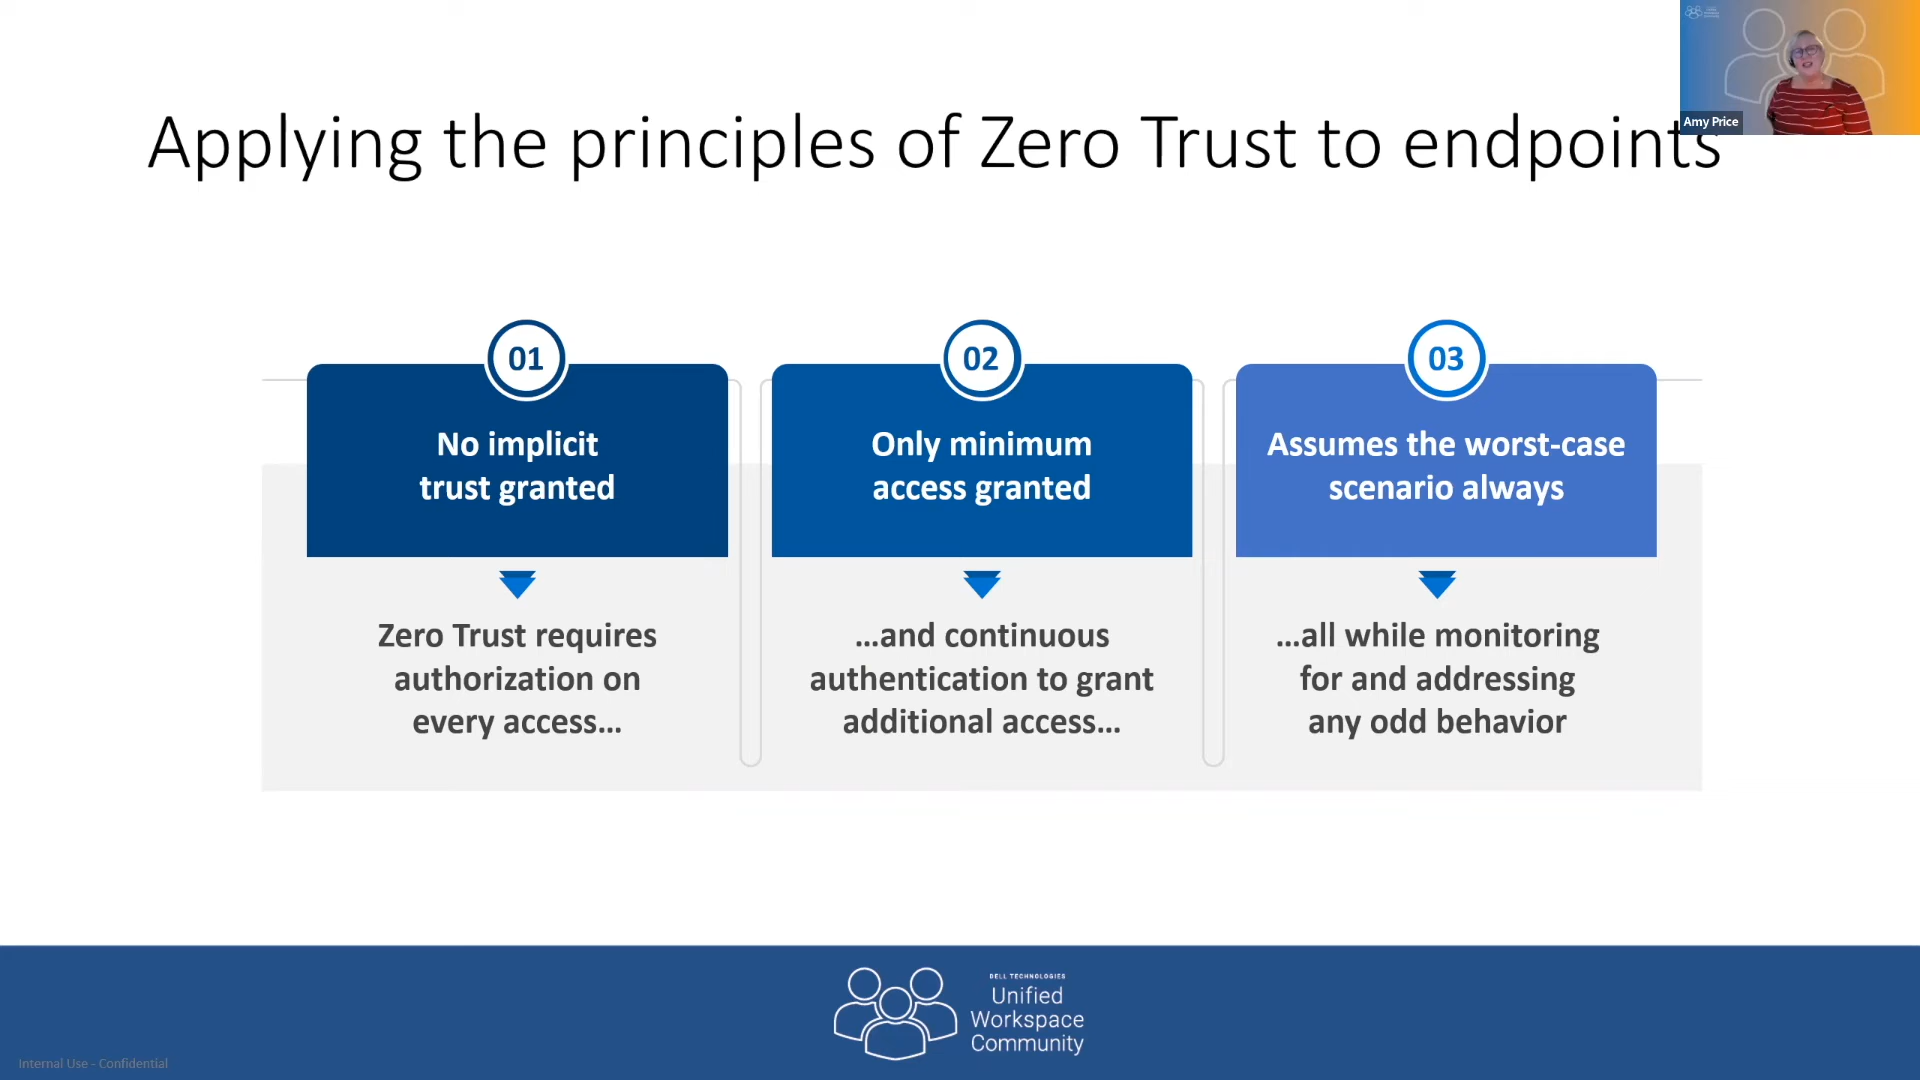 Amy Price
Applying the principles of Zero Trust to endpoints
01
No implicit
trust granted
Zero Trust requires
authorization on
every access...
02
Only minimum
access granted
...and continuous
authentication to grant
additional access...
03
Assumes the worst-case
scenario always
...all while monitoring
for and addressing
any odd behavior
DELL TECHNOLOGIES
Unified
Workspace
Community
Internal Use - Confidential